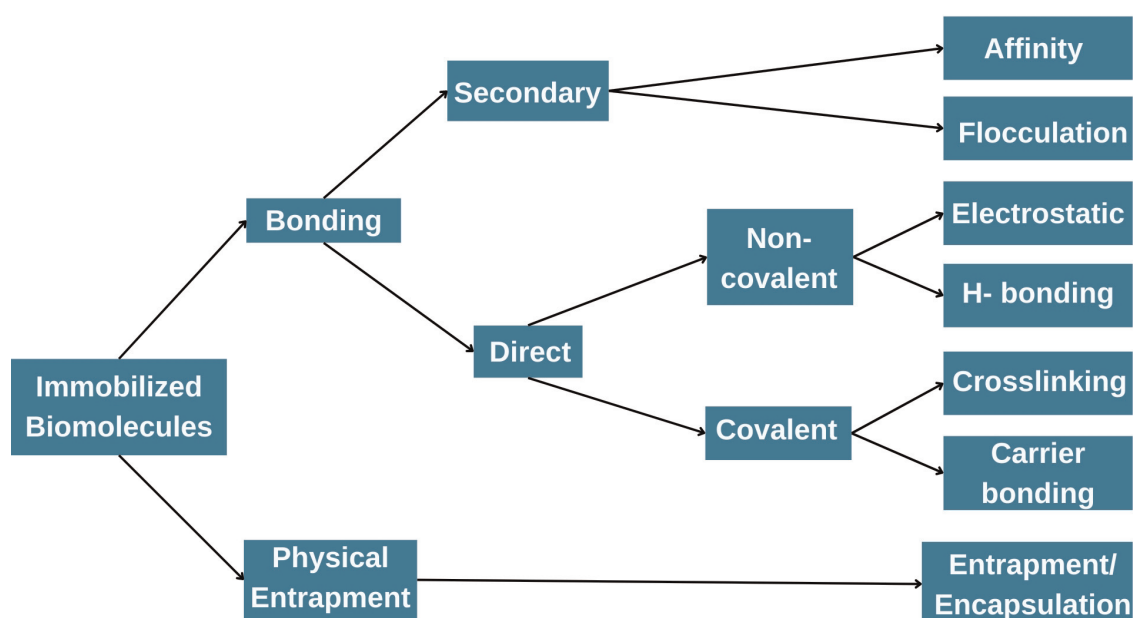 Affinity
Secondary
Flocculation
Electrostatic
Bonding
Non-
covalent
H- bonding
Direct
Immobilized
Biomolecules
Crosslinking
Covalent
Carrier
bonding
Physical
Entrapment
Entrapment/
Encapsulation